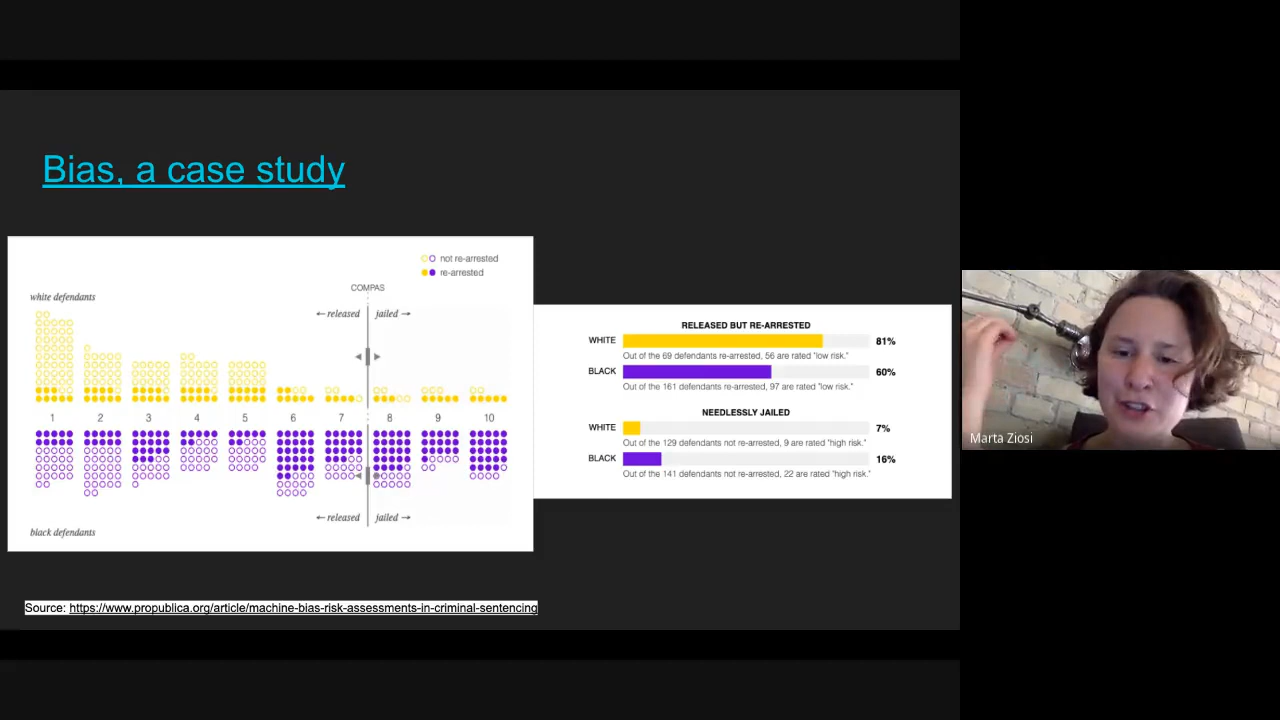 Bias, a case study
not re-arrested
re-arrested
COMPAS
white defendants
←released
jailed→
1 2 3 4 5 6 7 8 9 10
←released
jailed→
black defendants
RELEASED BUT RE-ARRESTED
WHITE 81%
Out of the 69 defendants re-arrested, 56 are rated "low risk."
BLACK 60%
Out of the 161 defendants re-arrested, 97 are rated "low risk."
NEEDLESSLY JAILED
WHITE 7%
Out of the 129 defendants not re-arrested, 9 are rated "high risk."
BLACK 16%
Out of the 141 defendants not re-arrested, 22 are rated "high risk."
Source: https://www.propublica.org/article/machine-bias-risk-assessments-in-criminal-sentencing
Marta Ziosi